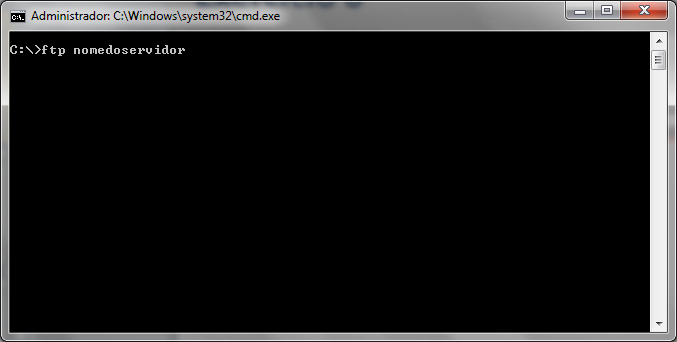 Administrador: C:\Windows\system32\cmd.exe
C:\>ftp nomedoservidor